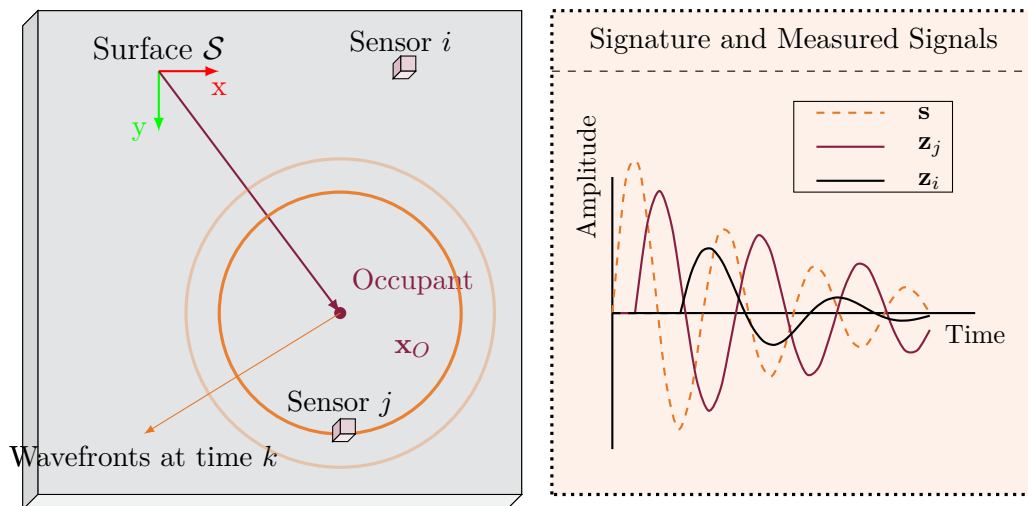 Surface 𝒮
Sensor i
x
y
Occupant
x_O
Sensor j
Wavefronts at time k
Signature and Measured Signals
s
z_j
z_i
Amplitude
Time